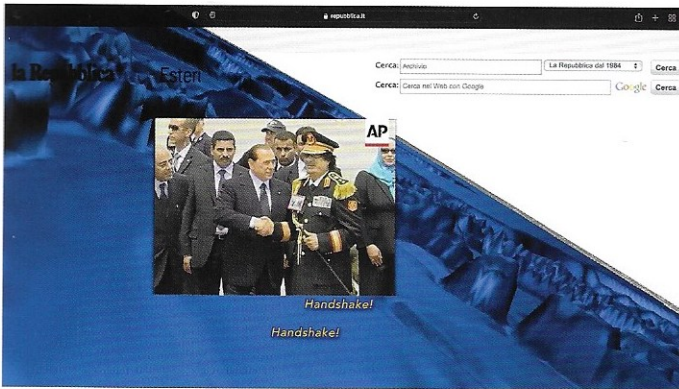 repubblica.it
la Repubblica Esteri
Cerca: Archivio La Repubblica dal 1984 Cerca
Cerca: Cerca nel Web con Google Google Cerca
AP
Handshake!
Handshake!